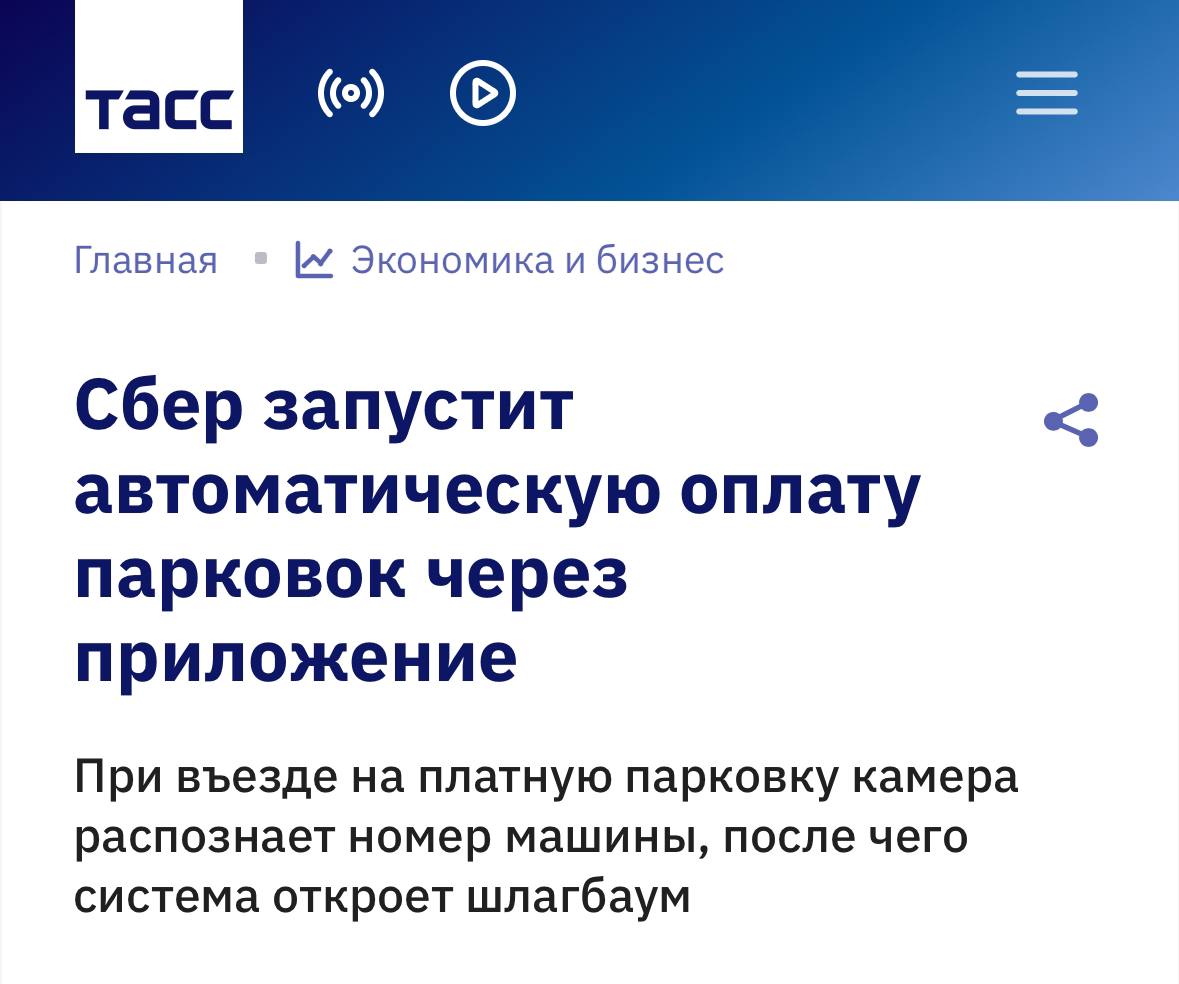 тасс
Главная
Экономика и бизнес
Сбер запустит
автоматическую оплату
парковок через
приложение
При въезде на платную парковку камера
распознает номер машины, после чего
система откроет шлагбаум